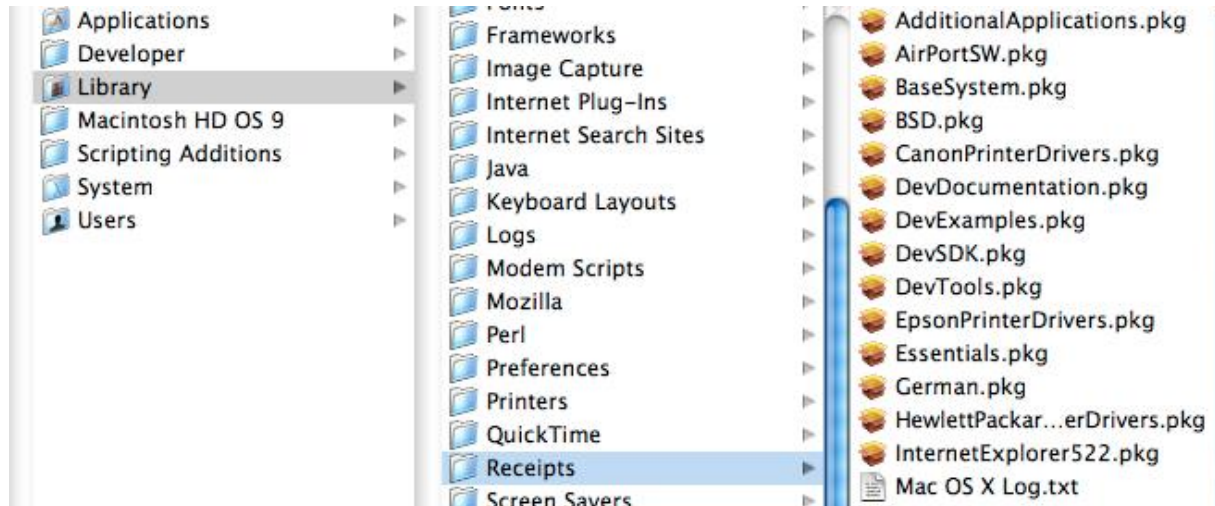 Applications
Developer
Library
Macintosh HD OS 9
Scripting Additions
System
Users
Fonts
Frameworks
Image Capture
Internet Plug-Ins
Internet Search Sites
Java
Keyboard Layouts
Logs
Modem Scripts
Mozilla
Perl
Preferences
Printers
QuickTime
Receipts
Screen Savers
AdditionalApplications.pkg
AirPortSW.pkg
BaseSystem.pkg
BSD.pkg
CanonPrinterDrivers.pkg
DevDocumentation.pkg
DevExamples.pkg
DevSDK.pkg
DevTools.pkg
EpsonPrinterDrivers.pkg
Essentials.pkg
German.pkg
HewlettPackar...erDrivers.pkg
InternetExplorer522.pkg
Mac OS X Log.txt